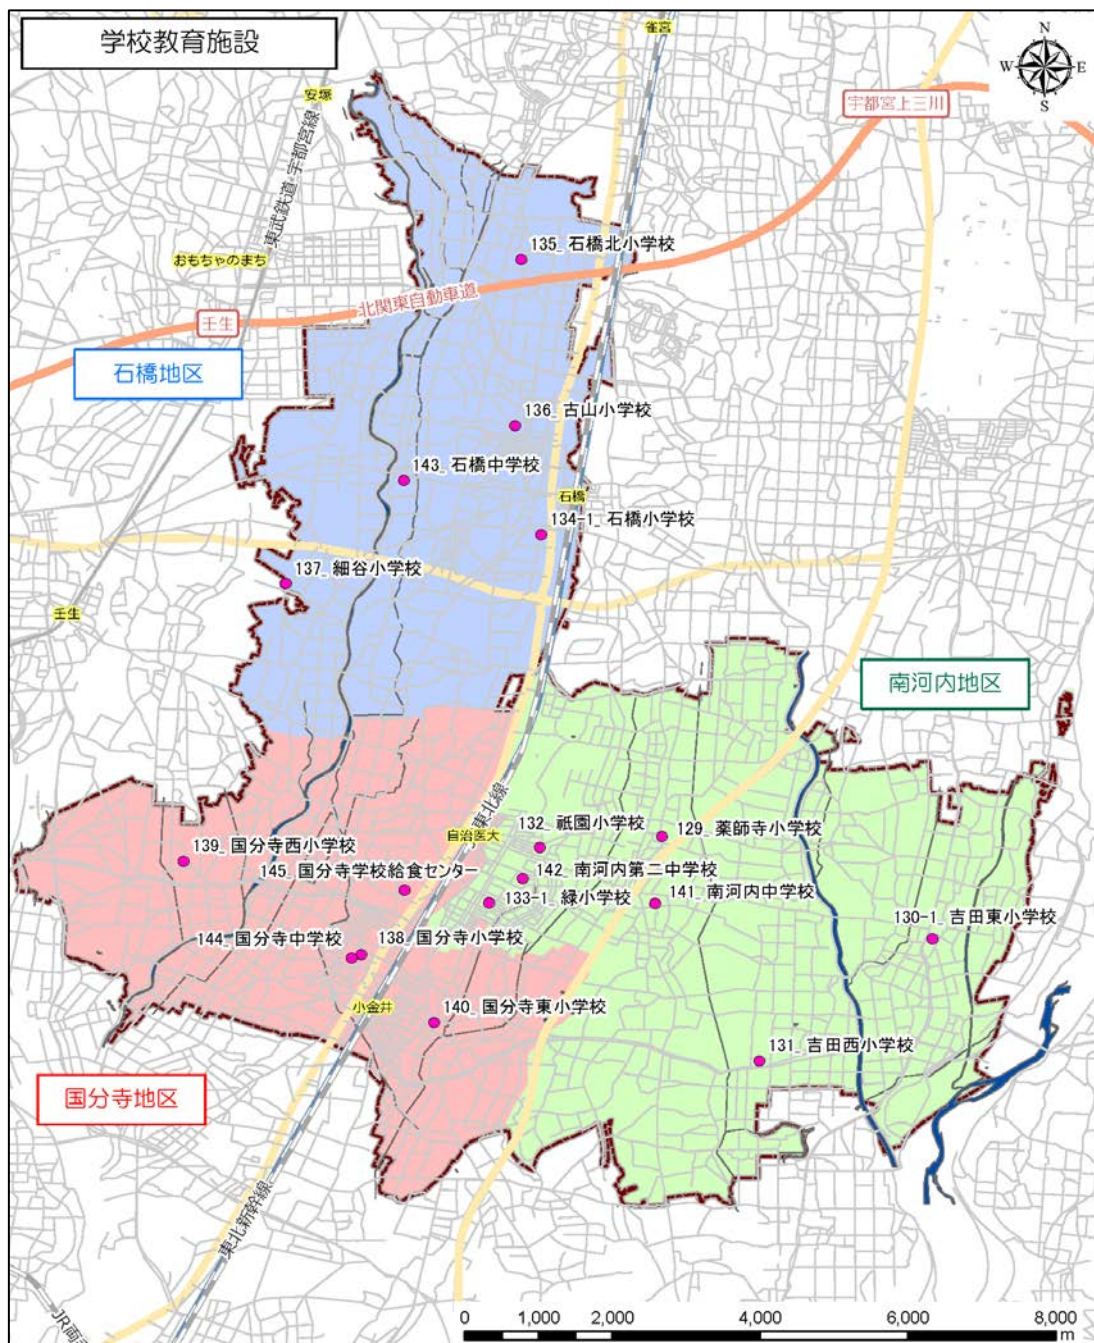 学校教育施設
雀宮
N
W
E
S
安塚
宇都宮上三川
東武鉄道 宇都宮線
135_石橋北小学校
おもちゃのまち
北関東自動車道
壬生
石橋地区
136_古山小学校
143_石橋中学校
石橋
134-1_石橋小学校
137_細谷小学校
壬生
南河内地区
東北線
132_祇園小学校
129_薬師寺小学校
自治医大
139_国分寺西小学校
145_国分寺学校給食センター
142_南河内第二中学校
133-1_緑小学校
141_南河内中学校
130-1_吉田東小学校
144_国分寺中学校
138_国分寺小学校
小金井
140_国分寺東小学校
131_吉田西小学校
国分寺地区
東北新幹線
JR両
0
1,000
2,000
4,000
6,000
8,000
m